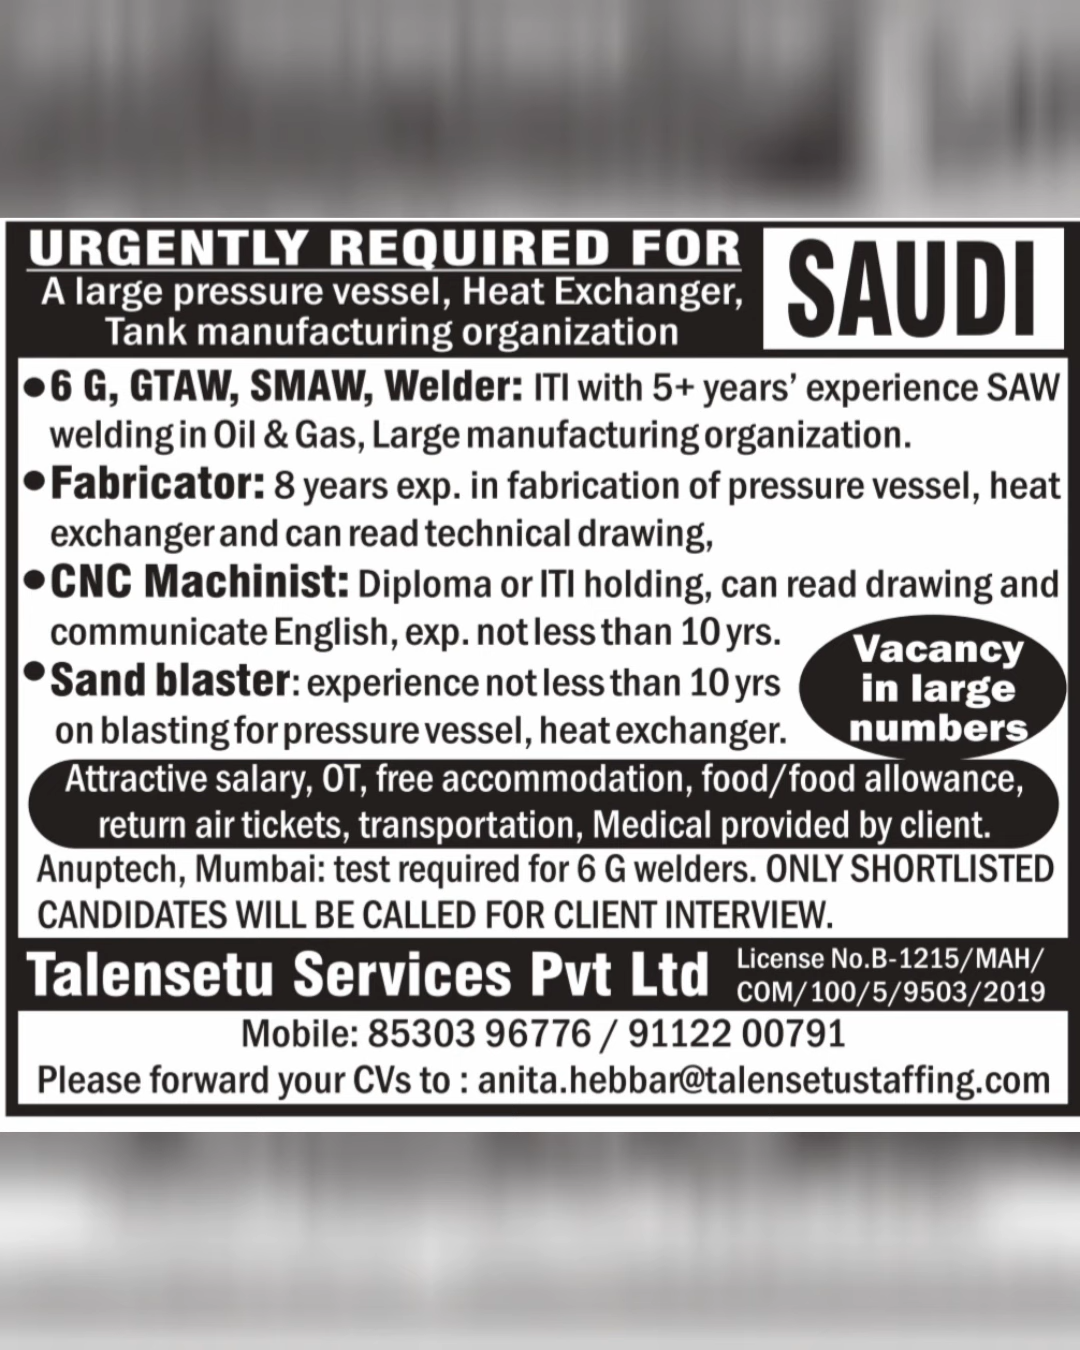 URGENTLY REQUIRED FOR
A large pressure vessel, Heat Exchanger,
Tank manufacturing organization
SAUDI
•6 G, GTAW, SMAW, Welder: ITI with 5+ years' experience SAW
welding in Oil & Gas, Large manufacturing organization.
•Fabricator: 8 years exp. in fabrication of pressure vessel, heat
exchanger and can read technical drawing,
•CNC Machinist: Diploma or ITI holding, can read drawing and
communicate English, exp. not less than 10 yrs.
•Sand blaster: experience not less than 10 yrs
on blasting for pressure vessel, heat exchanger.
Vacancy
in large
numbers
Attractive salary, OT, free accommodation, food/food allowance,
return air tickets, transportation, Medical provided by client.
Anuptech, Mumbai: test required for 6 G welders. ONLY SHORTLISTED
CANDIDATES WILL BE CALLED FOR CLIENT INTERVIEW.
Talensetu Services Pvt Ltd
License No.B-1215/MAH/
COM/100/5/9503/2019
Mobile: 85303 96776 / 91122 00791
Please forward your CVs to : anita.hebbar@talensetustaffing.com